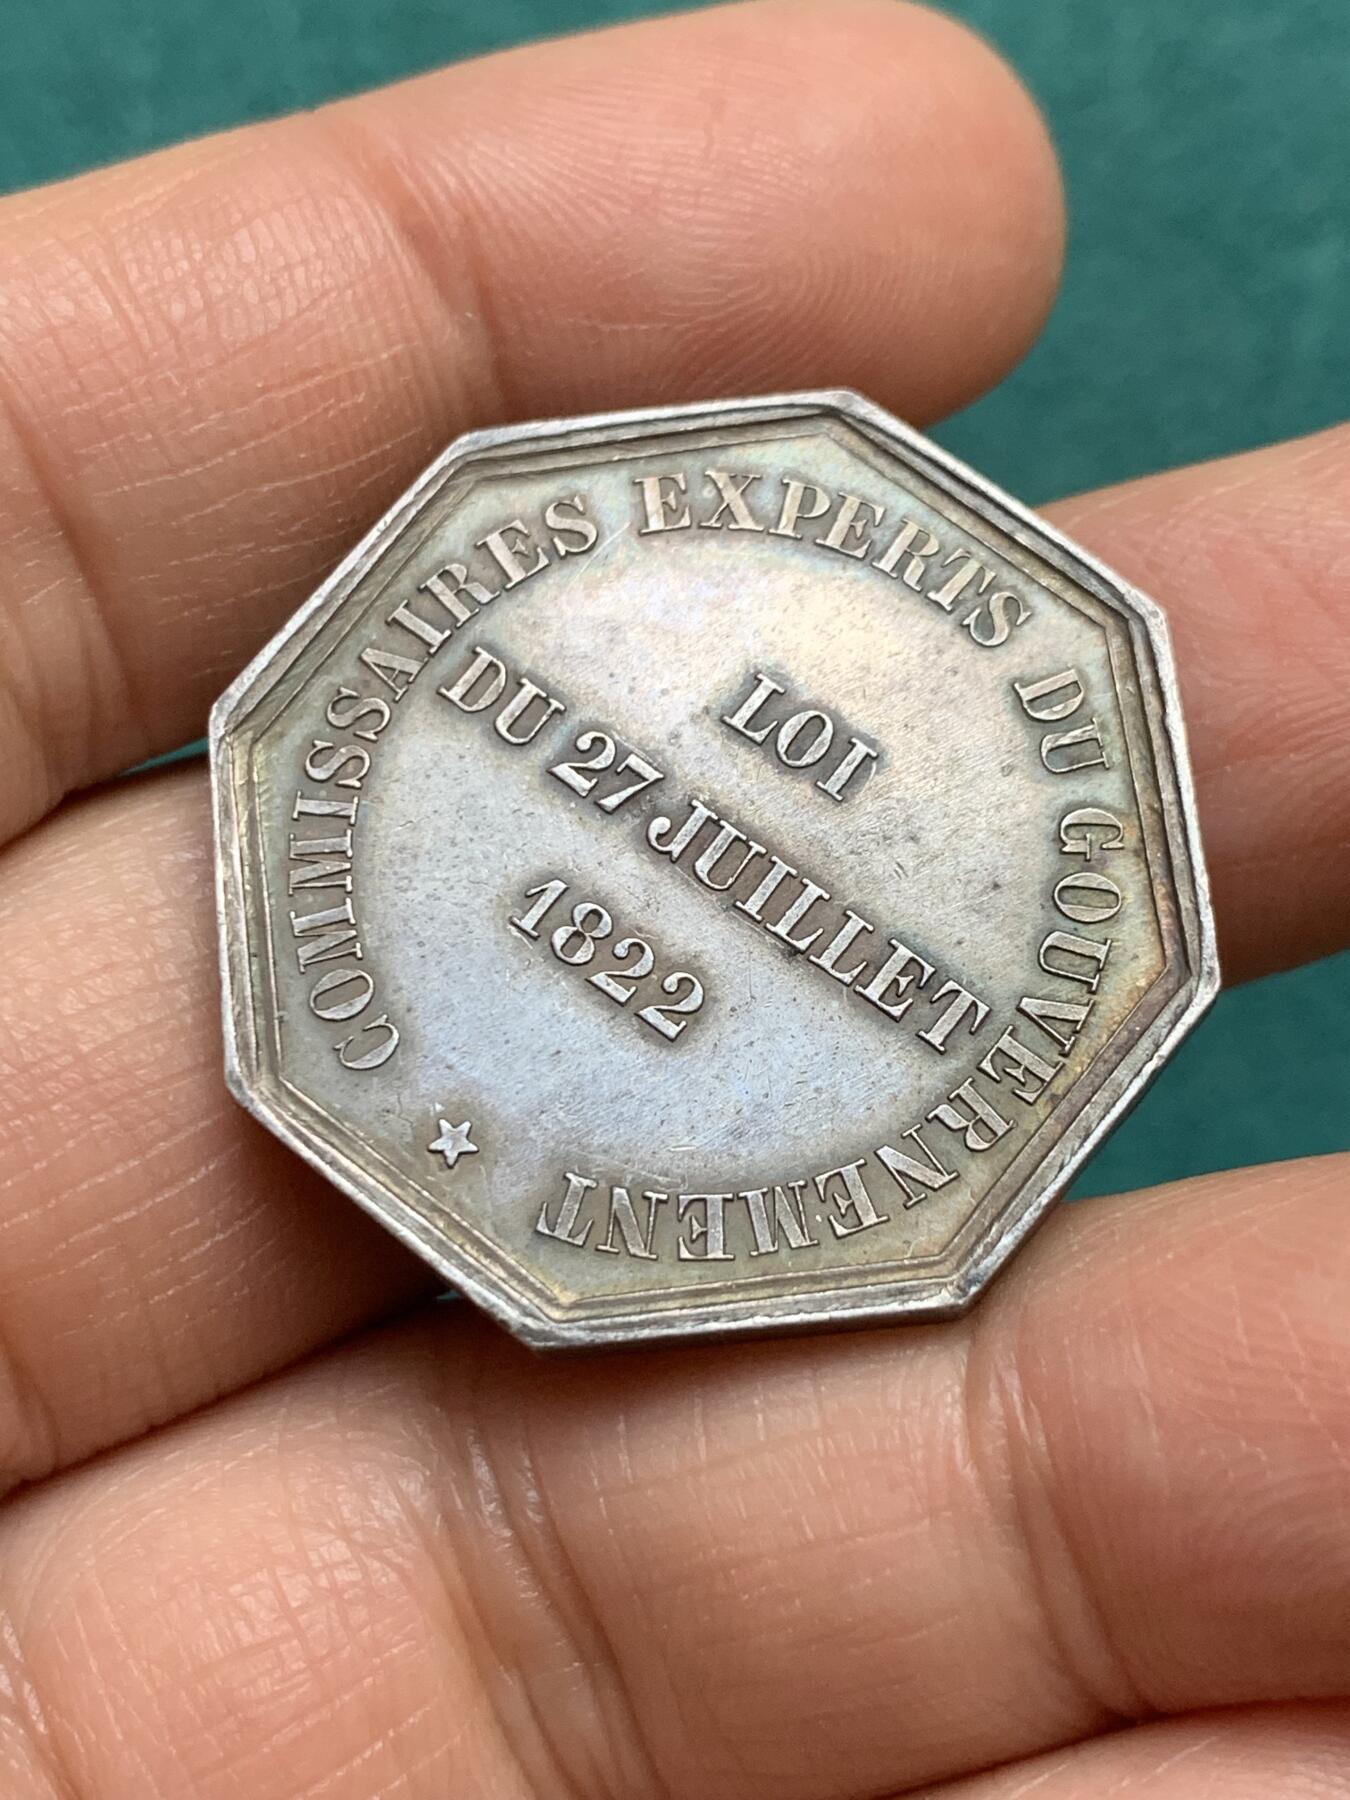 COMMISSAIRES EXPERTS DU GOUVERNEMENT
LOI
DU 27 JUILLET
1822